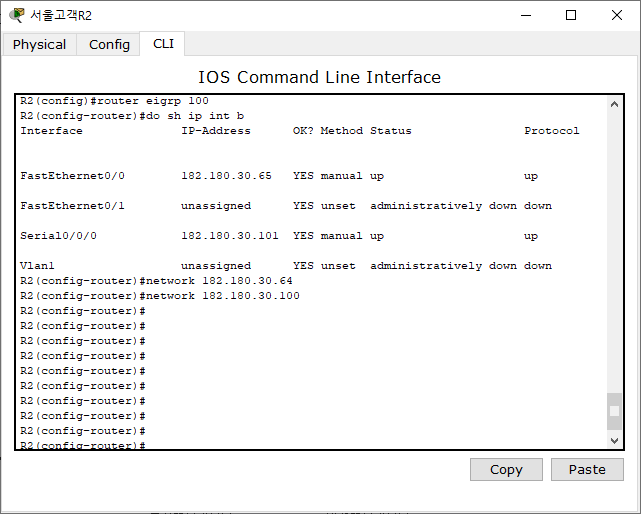 서울고객R2
Physical Config CLI
IOS Command Line Interface
R2(config)#router eigrp 100
R2(config-router)#do sh ip int b
Interface IP-Address OK? Method Status Protocol
FastEthernet0/0 182.180.30.65 YES manual up up
FastEthernet0/1 unassigned YES unset administratively down down
Serial0/0/0 182.180.30.101 YES manual up up
Vlan1 unassigned YES unset administratively down down
R2(config-router)#network 182.180.30.64
R2(config-router)#network 182.180.30.100
R2(config-router)#
R2(config-router)#
R2(config-router)#
R2(config-router)#
R2(config-router)#
R2(config-router)#
R2(config-router)#
R2(config-router)#
R2(config-router)#
R2(config-router)#
Copy Paste